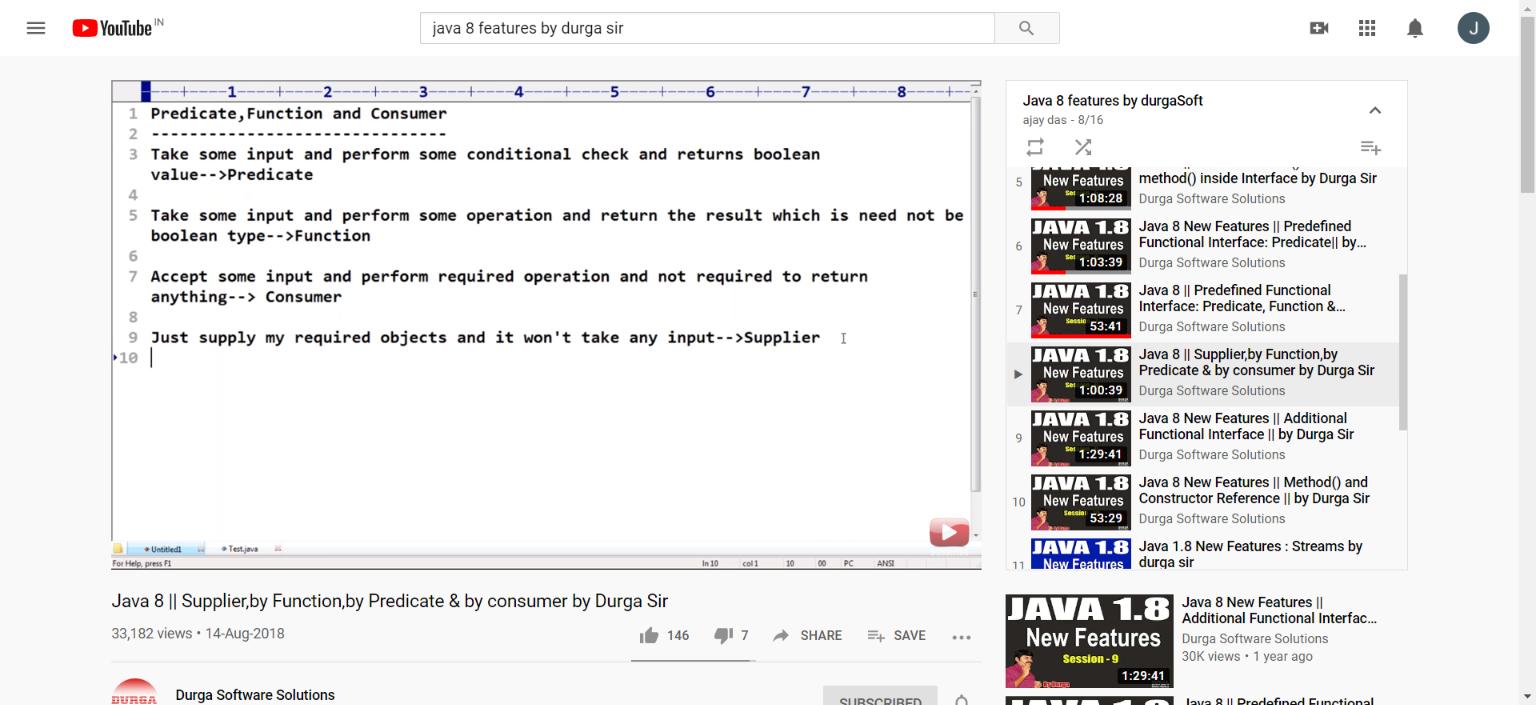 YouTube IN
java 8 features by durga sir
J
1 2 3 4 5 6 7 8
1 Predicate,Function and Consumer
2 -------------------------------
3 Take some input and perform some conditional check and returns boolean
value-->Predicate
4
5 Take some input and perform some operation and return the result which is need not be
boolean type-->Function
6
7 Accept some input and perform required operation and not required to return
anything--> Consumer
8
9 Just supply my required objects and it won't take any input-->Supplier
10
Untitled1 Test.java
For Help, press F1 ln 10 col 1 10 00 PC ANSI
Java 8 || Supplier,by Function,by Predicate & by consumer by Durga Sir
33,182 views • 14-Aug-2018
146 7 SHARE SAVE
DURGA
Durga Software Solutions
SUBSCRIBED
Java 8 features by durgaSoft
ajay das - 8/16
5
New Features
1:08:28
method() inside Interface by Durga Sir
Durga Software Solutions
6
JAVA 1.8
New Features
1:03:39
Java 8 New Features || Predefined
Functional Interface: Predicate|| by...
Durga Software Solutions
7
JAVA 1.8
New Features
53:41
Java 8 || Predefined Functional
Interface: Predicate, Function &...
Durga Software Solutions
JAVA 1.8
New Features
1:00:39
Java 8 || Supplier,by Function,by
Predicate & by consumer by Durga Sir
Durga Software Solutions
9
JAVA 1.8
New Features
1:29:41
Java 8 New Features || Additional
Functional Interface || by Durga Sir
Durga Software Solutions
10
JAVA 1.8
New Features
53:29
Java 8 New Features || Method() and
Constructor Reference || by Durga Sir
Durga Software Solutions
11
JAVA 1.8
New Features
Java 1.8 New Features : Streams by
durga sir
JAVA 1.8
New Features
Session - 9
By Durga
1:29:41
Java 8 New Features ||
Additional Functional Interfac...
Durga Software Solutions
30K views • 1 year ago
Java 8 || Predefined Functional